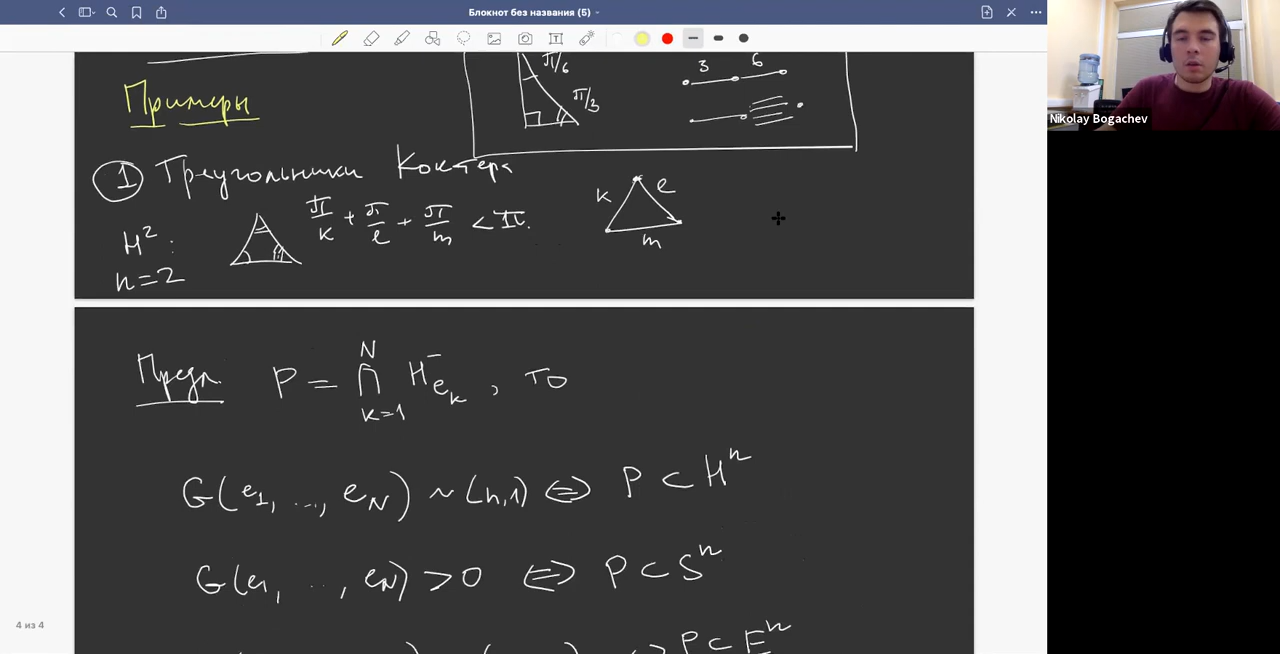 Блокнот без названия (5)
Nikolay Bogachev
π/6
π/3
3 6
Примеры
① Треугольники Кокстера
H² :
n=2
π/k + π/l + π/m < π.
k l
m
Предл. P = ⋂_{k=1}^{N} H⁻_{e_k}, то
G(e₁, ..., e_N) ~ (n,1) ⇔ P ⊂ Hⁿ
G(e₁, ..., e_N) > 0 ⇔ P ⊂ Sⁿ
⇔ P ⊂ Eⁿ
4 из 4